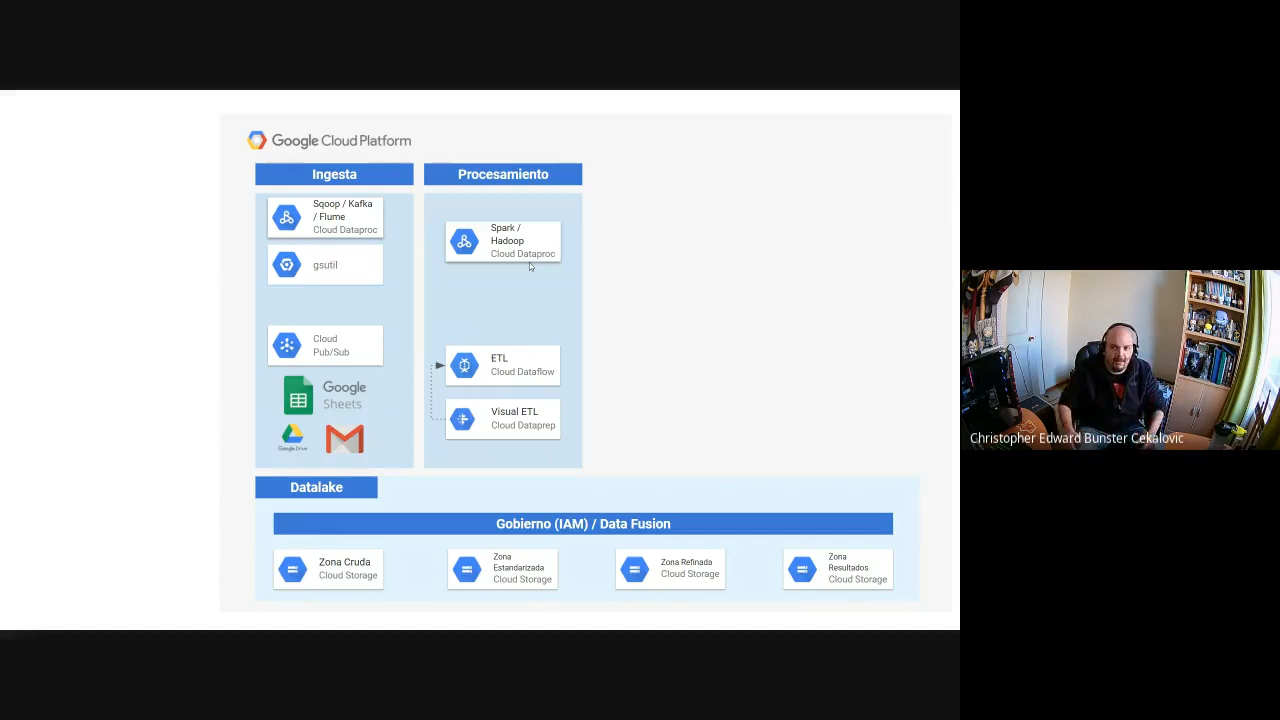 Google Cloud Platform
Ingesta
Sqoop / Kafka
/ Flume
Cloud Dataproc
gsutil
Cloud
Pub/Sub
Google
Sheets
Google Drive
Procesamiento
Spark /
Hadoop
Cloud Dataproc
ETL
Cloud Dataflow
Visual ETL
Cloud Dataprep
Datalake
Gobierno (IAM) / Data Fusion
Zona Cruda
Cloud Storage
Zona
Estandarizada
Cloud Storage
Zona Refinada
Cloud Storage
Zona
Resultados
Cloud Storage
Christopher Edward Bunster Cekalovic